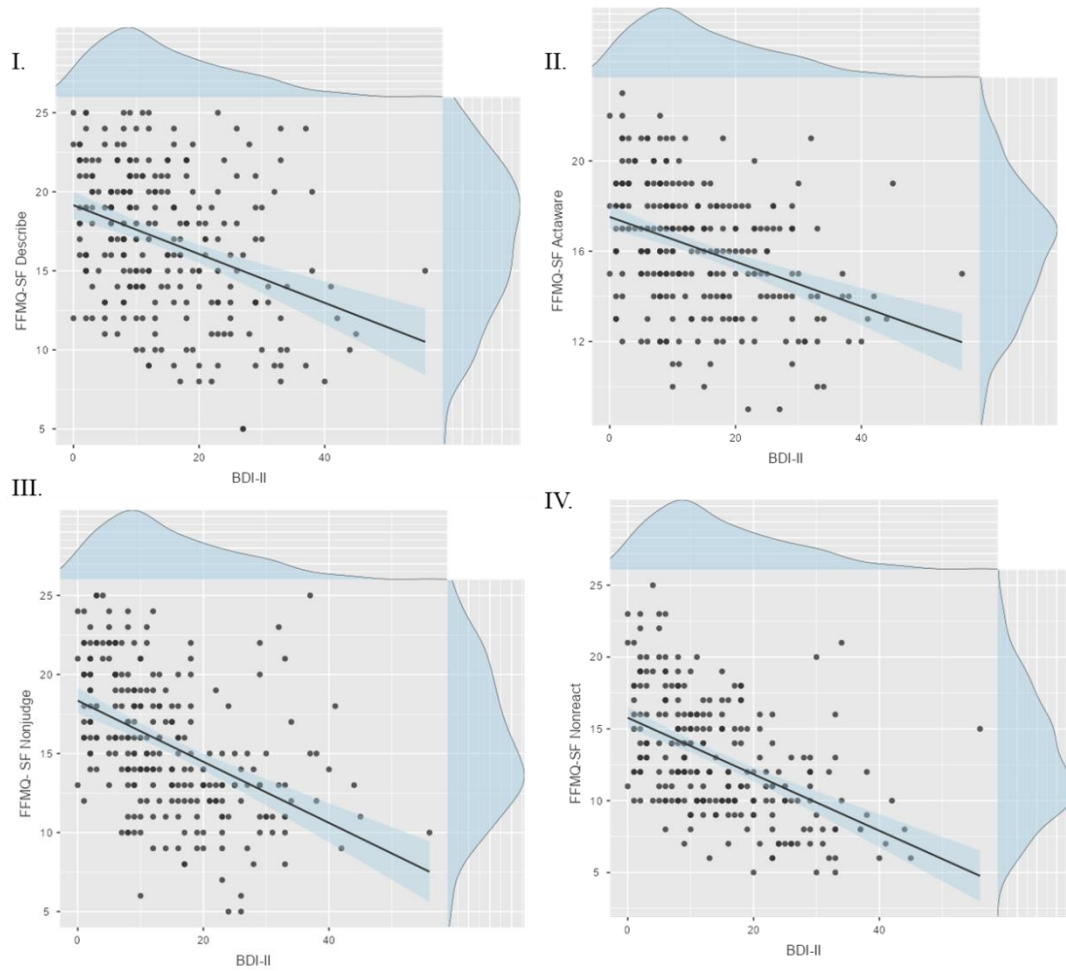 I.
25
20
15
10
5
FFMQ-SF Describe
0
20
40
BDI-II
II.
20
16
12
FFMQ-SF Actaware
0
20
40
BDI-II
III.
25
20
15
10
5
FFMQ- SF Nonjudge
0
20
40
BDI-II
IV.
25
20
15
10
5
FFMQ-SF Nonreact
0
20
40
BDI-II